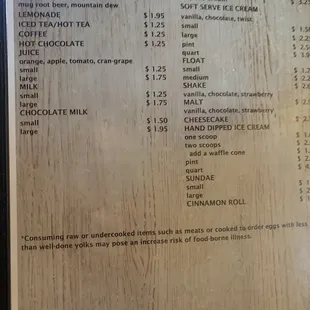 mug root beer, mountain dew
LEMONADE $ 1.95
ICED TEA/HOT TEA $ 1.25
COFFEE $ 1.25
HOT CHOCOLATE $ 1.25
JUICE
orange, apple, tomato, cran-grape
small $ 1.25
large $ 1.75
MILK
small $ 1.25
large $ 1.75
CHOCOLATE MILK
small $ 1.50
large $ 1.95
SOFT SERVE ICE CREAM
vanilla, chocolate, twist
small
large
pint
quart
FLOAT
small
medium
SHAKE
vanilla, chocolate, strawberry
MALT
vanilla, chocolate, strawberry
CHEESECAKE
HAND DIPPED ICE CREAM
one scoop
two scoops
add a waffle cone
pint
quart
SUNDAE
small
large
CINNAMON ROLL
*Consuming raw or undercooked items such as meats or cooked to order eggs with less
than well-done yolks may pose an increase risk of food-borne illness.